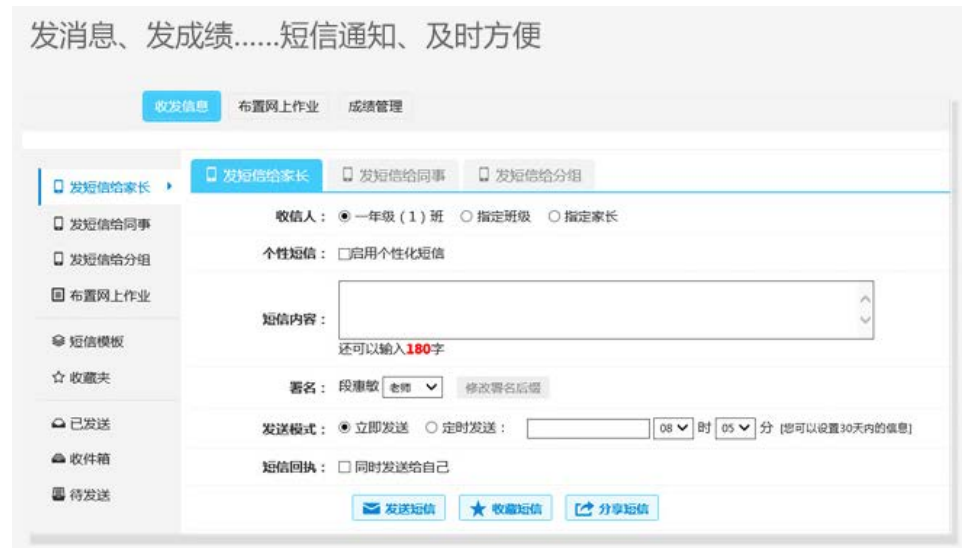 发消息、发成绩......短信通知、及时方便
收发信息 布置网上作业 成绩管理
发短信给家长
发短信给同事
发短信给分组
布置网上作业
短信模板
收藏夹
已发送
收件箱
待发送
发短信给家长 发短信给同事 发短信给分组
收信人： 一年级（1）班 指定班级 指定家长
个性短信： 启用个性化短信
短信内容：
还可以输入180字
署名： 段惠敏 老师 修改署名后缀
发送模式： 立即发送 定时发送： 08 时 05 分 [您可以设置30天内的信息]
短信回执： 同时发送给自己
发送短信 收藏短信 分享短信